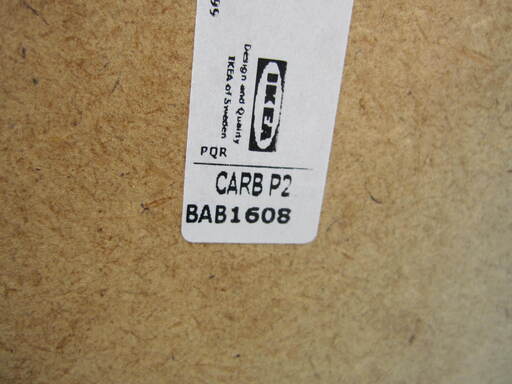 Design and Quality
IKEA of Sweden
IKEA
PQR
CARB P2
BAB1608